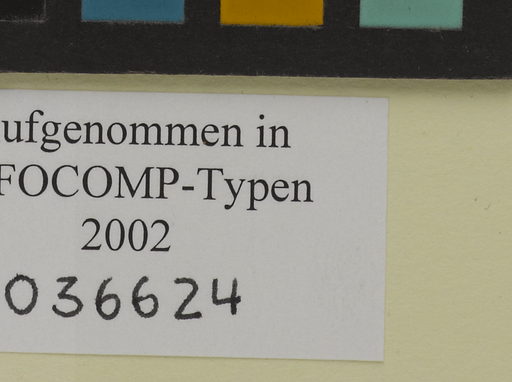 ufgenommen in
FOCOMP-Typen
2002
036624